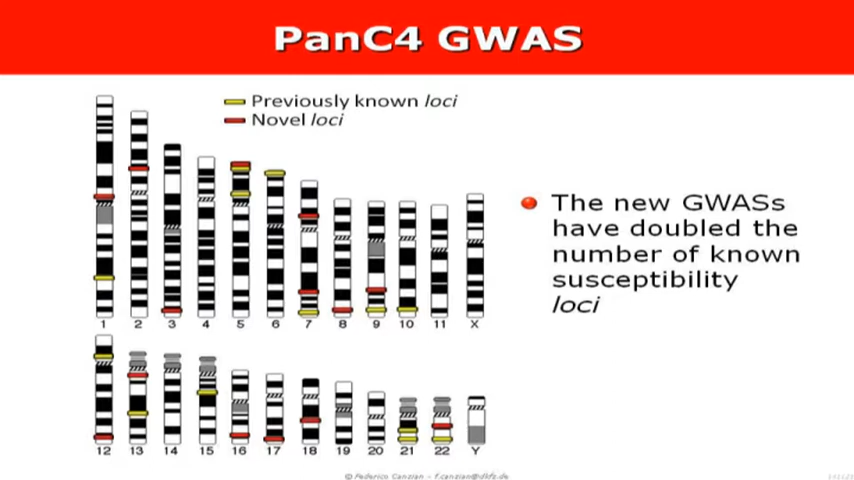 PanC4 GWAS
Previously known loci
Novel loci
The new GWASs
have doubled the
number of known
susceptibility
loci
1 2 3 4 5 6 7 8 9 10 11 X
12 13 14 15 16 17 18 19 20 21 22 Y
© Federico Canzian – f.canzian@dkfz.de